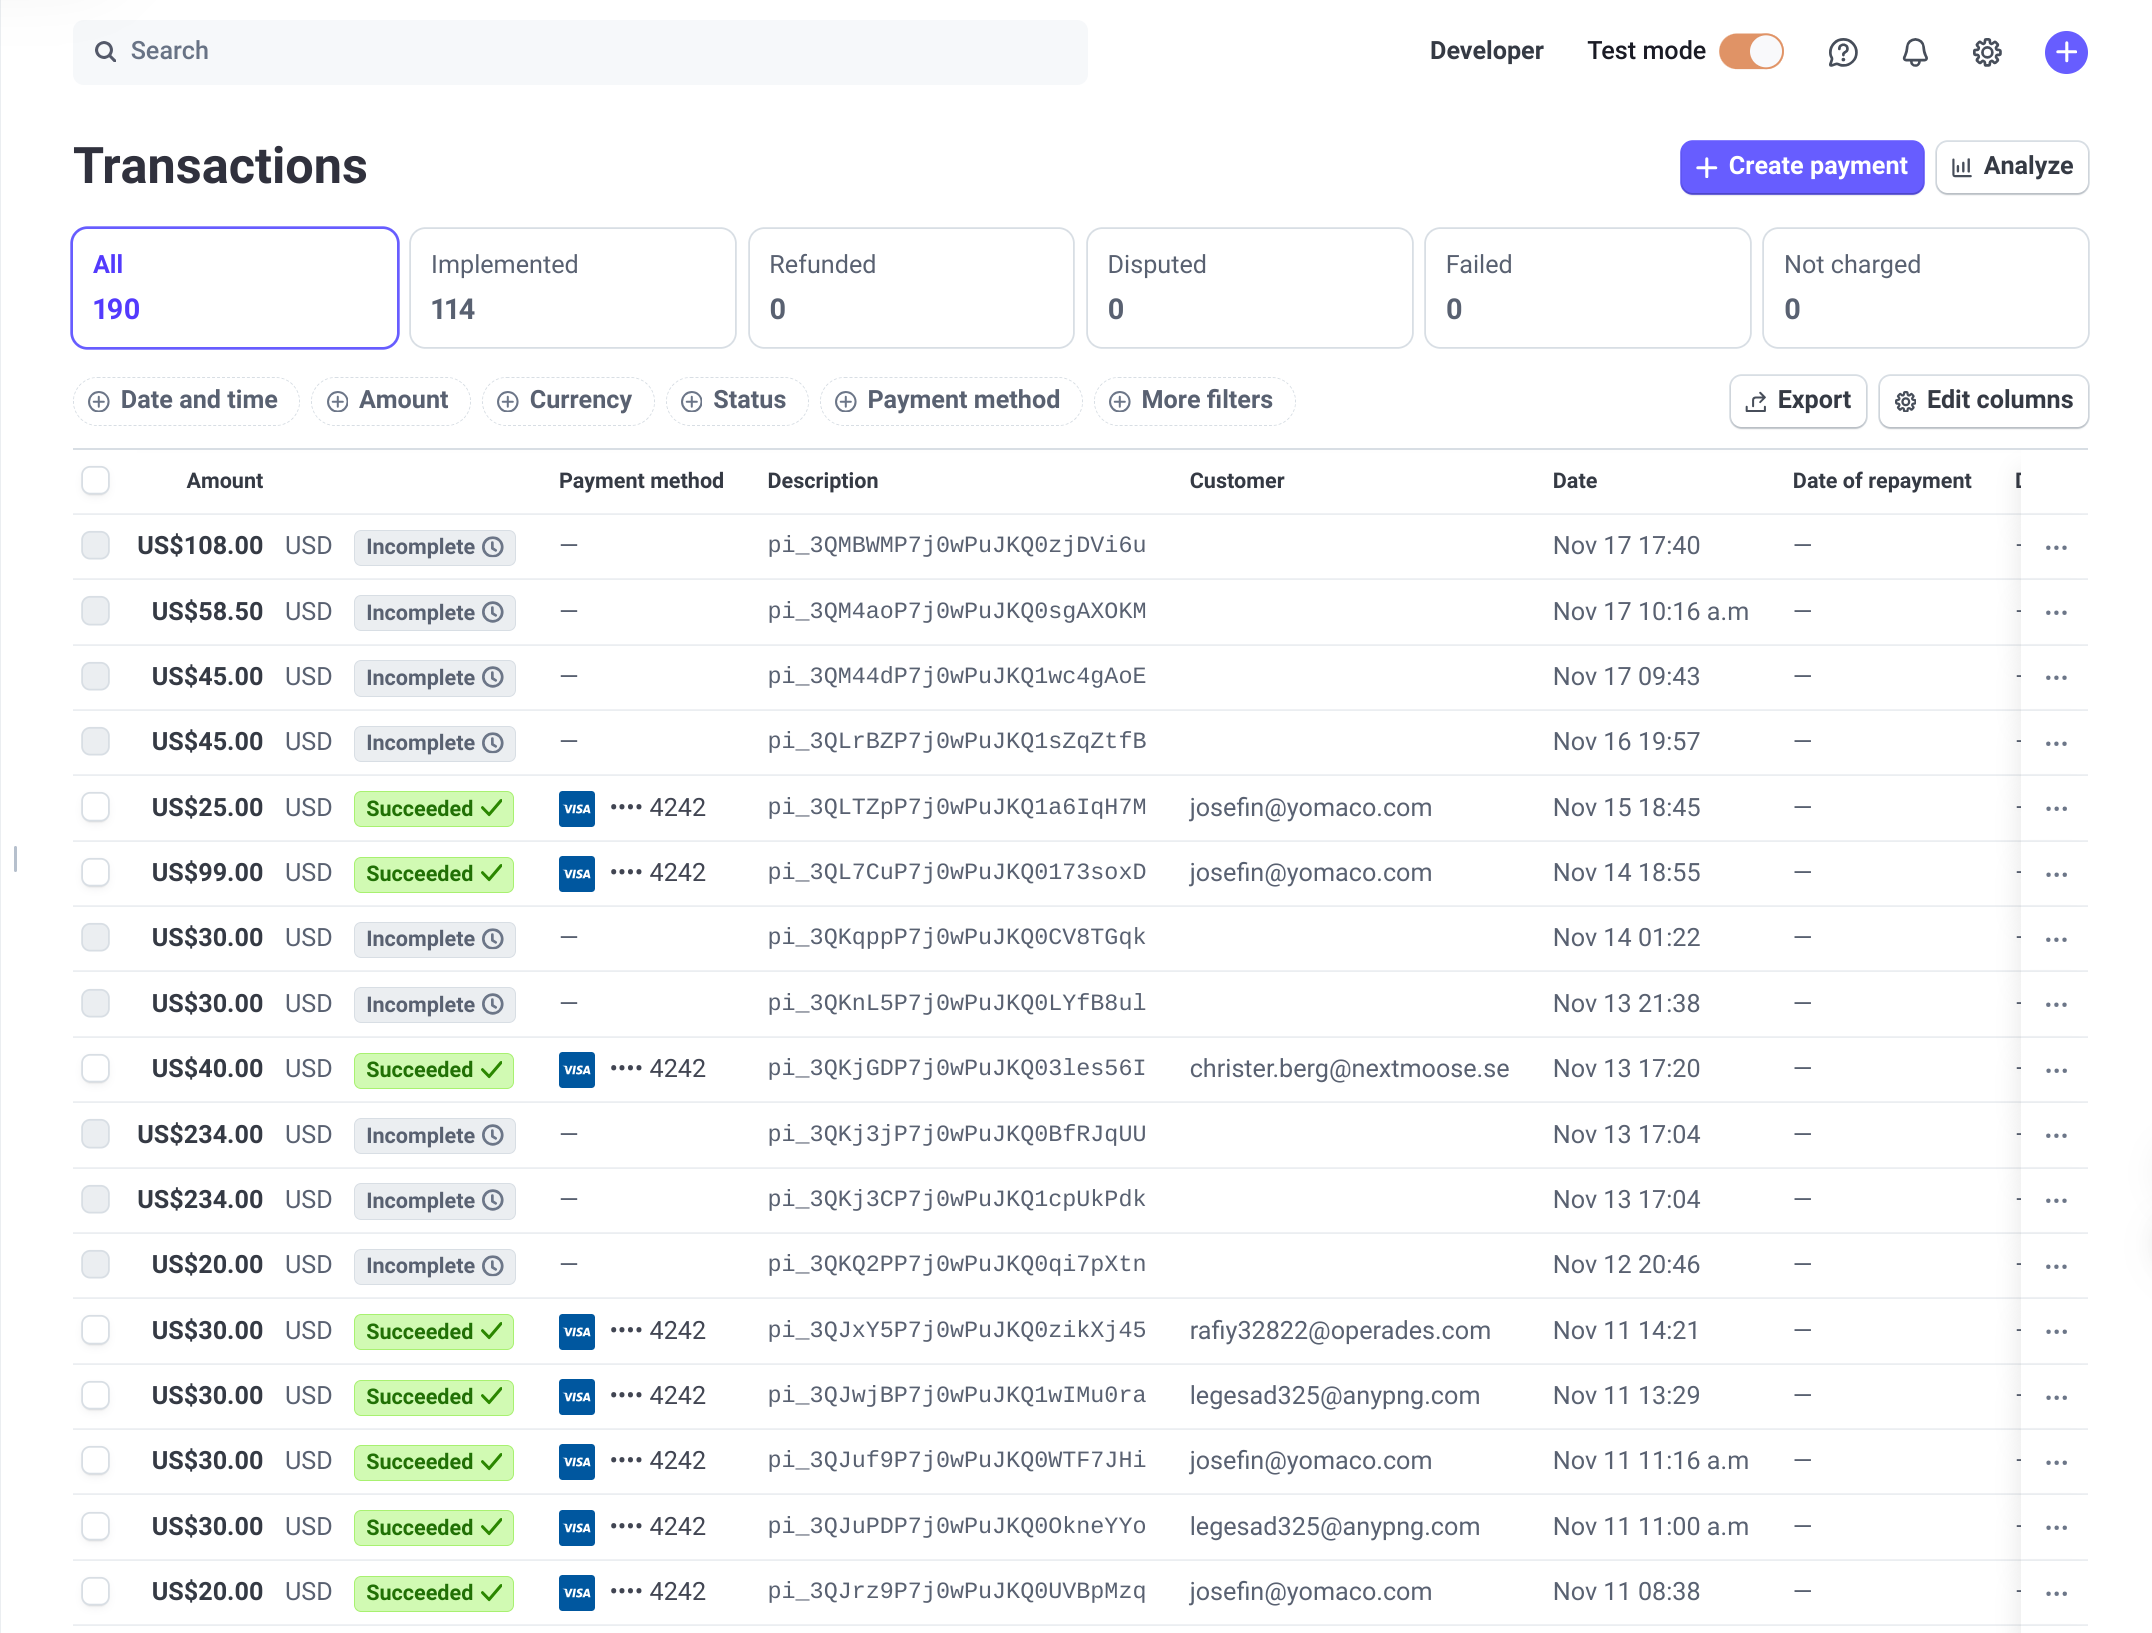 Search
Developer Test mode
Transactions
Create payment Analyze
All Implemented Refunded Disputed Failed Not charged
190 114 0 0 0 0
Date and time Amount Currency Status Payment method More filters Export Edit columns
Amount Payment method Description Customer Date Date of repayment
US$108.00 USD Incomplete — pi_3QMBWMP7j0wPuJKQ0zjDVi6u Nov 17 17:40 —
US$58.50 USD Incomplete — pi_3QM4aoP7j0wPuJKQ0sgAXOKM Nov 17 10:16 a.m —
US$45.00 USD Incomplete — pi_3QM44dP7j0wPuJKQ1wc4gAoE Nov 17 09:43 —
US$45.00 USD Incomplete — pi_3QLrBZP7j0wPuJKQ1sZqZtfB Nov 16 19:57 —
US$25.00 USD Succeeded VISA •••• 4242 pi_3QLTZpP7j0wPuJKQ1a6IqH7M josefin@yomaco.com Nov 15 18:45 —
US$99.00 USD Succeeded VISA •••• 4242 pi_3QL7CuP7j0wPuJKQ0173soxD josefin@yomaco.com Nov 14 18:55 —
US$30.00 USD Incomplete — pi_3QKqppP7j0wPuJKQ0CV8TGqk Nov 14 01:22 —
US$30.00 USD Incomplete — pi_3QKnL5P7j0wPuJKQ0LYfB8ul Nov 13 21:38 —
US$40.00 USD Succeeded VISA •••• 4242 pi_3QKjGDP7j0wPuJKQ03les56I christer.berg@nextmoose.se Nov 13 17:20 —
US$234.00 USD Incomplete — pi_3QKj3jP7j0wPuJKQ0BfRJqUU Nov 13 17:04 —
US$234.00 USD Incomplete — pi_3QKj3CP7j0wPuJKQ1cpUkPdk Nov 13 17:04 —
US$20.00 USD Incomplete — pi_3QKQ2PP7j0wPuJKQ0qi7pXtn Nov 12 20:46 —
US$30.00 USD Succeeded VISA •••• 4242 pi_3QJxY5P7j0wPuJKQ0zikXj45 rafiy32822@operades.com Nov 11 14:21 —
US$30.00 USD Succeeded VISA •••• 4242 pi_3QJwjBP7j0wPuJKQ1wIMu0ra legesad325@anypng.com Nov 11 13:29 —
US$30.00 USD Succeeded VISA •••• 4242 pi_3QJuf9P7j0wPuJKQ0WTF7JHi josefin@yomaco.com Nov 11 11:16 a.m —
US$30.00 USD Succeeded VISA •••• 4242 pi_3QJuPDP7j0wPuJKQ0OkneYYo legesad325@anypng.com Nov 11 11:00 a.m —
US$20.00 USD Succeeded VISA •••• 4242 pi_3QJrz9P7j0wPuJKQ0UVBpMzq josefin@yomaco.com Nov 11 08:38 —